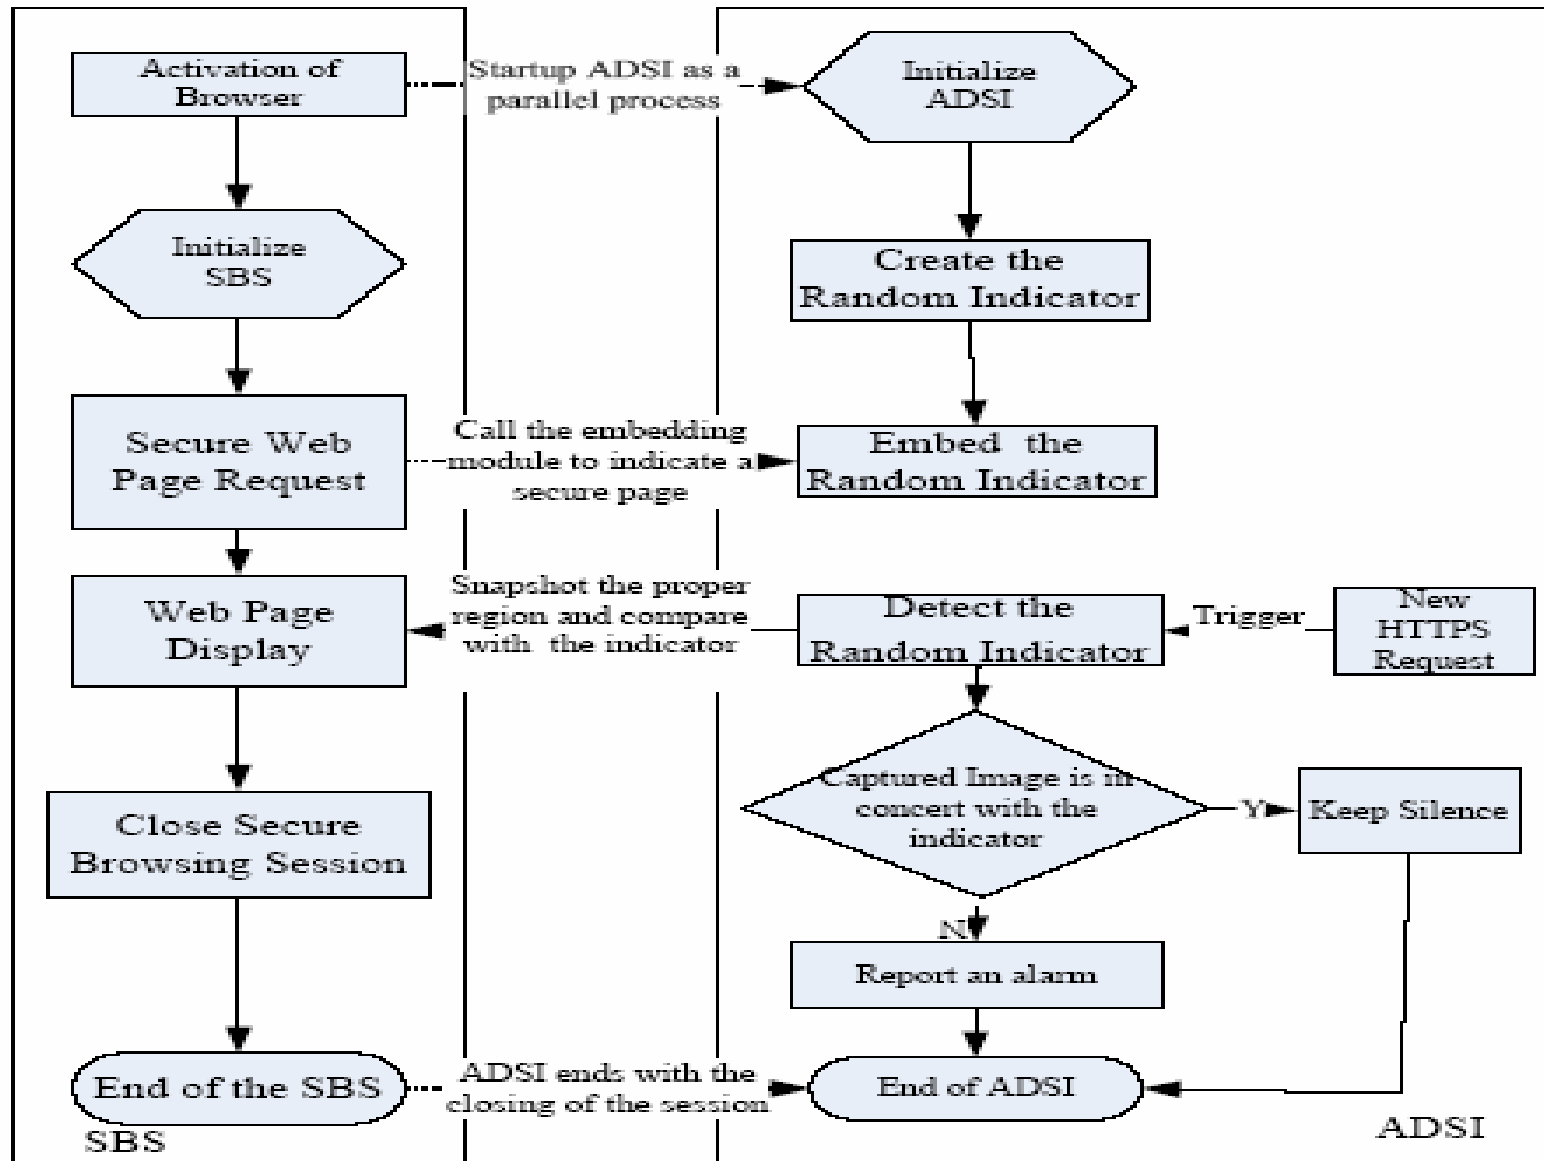 Activation of
Browser
Startup ADSI as a
parallel process
Initialize
ADSI
Initialize
SBS
Create the
Random Indicator
Secure Web
Page Request
Call the embedding
module to indicate a
secure page
Embed the
Random Indicator
Web Page
Display
Snapshot the proper
region and compare
with the indicator
Detect the
Random Indicator
Trigger
New
HTTPS
Request
Captured Image is in
concert with the
indicator
Y
Keep Silence
Close Secure
Browsing Session
N
Report an alarm
End of the SBS
ADSI ends with the
closing of the session
End of ADSI
SBS
ADSI